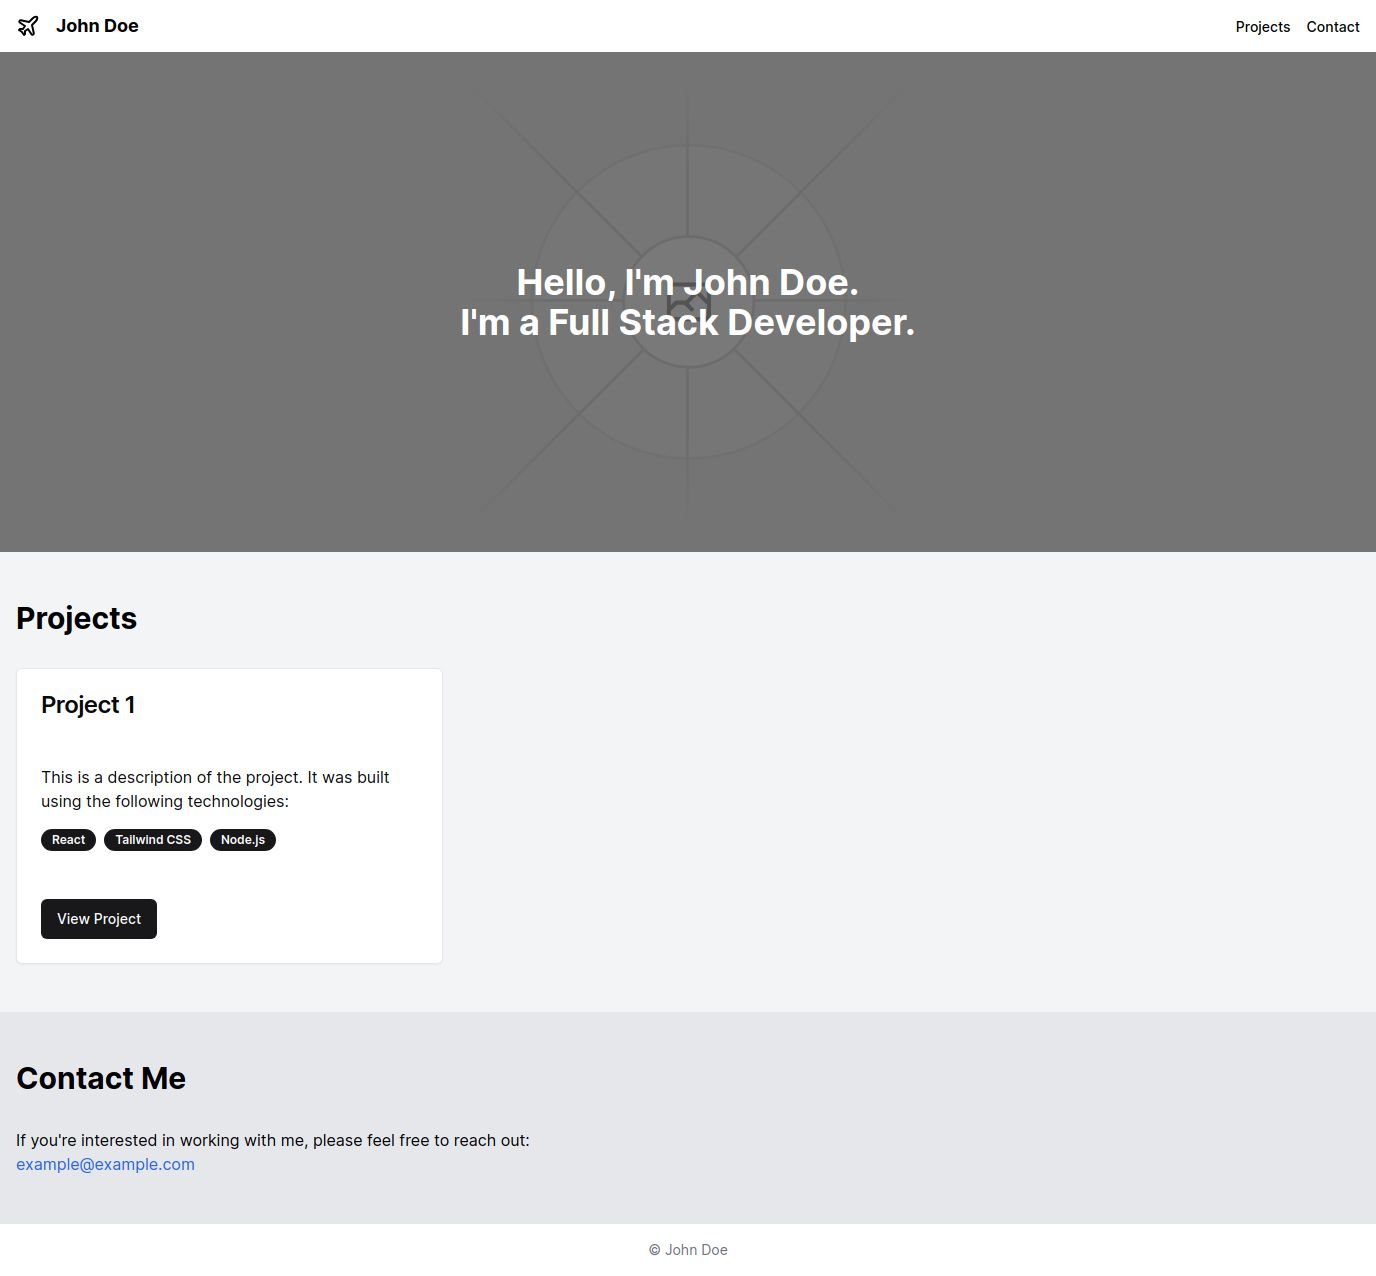 John Doe
Projects Contact
Hello, I'm John Doe.
I'm a Full Stack Developer.
Projects
Project 1
This is a description of the project. It was built
using the following technologies:
React Tailwind CSS Node.js
View Project
Contact Me
If you're interested in working with me, please feel free to reach out:
example@example.com
© John Doe